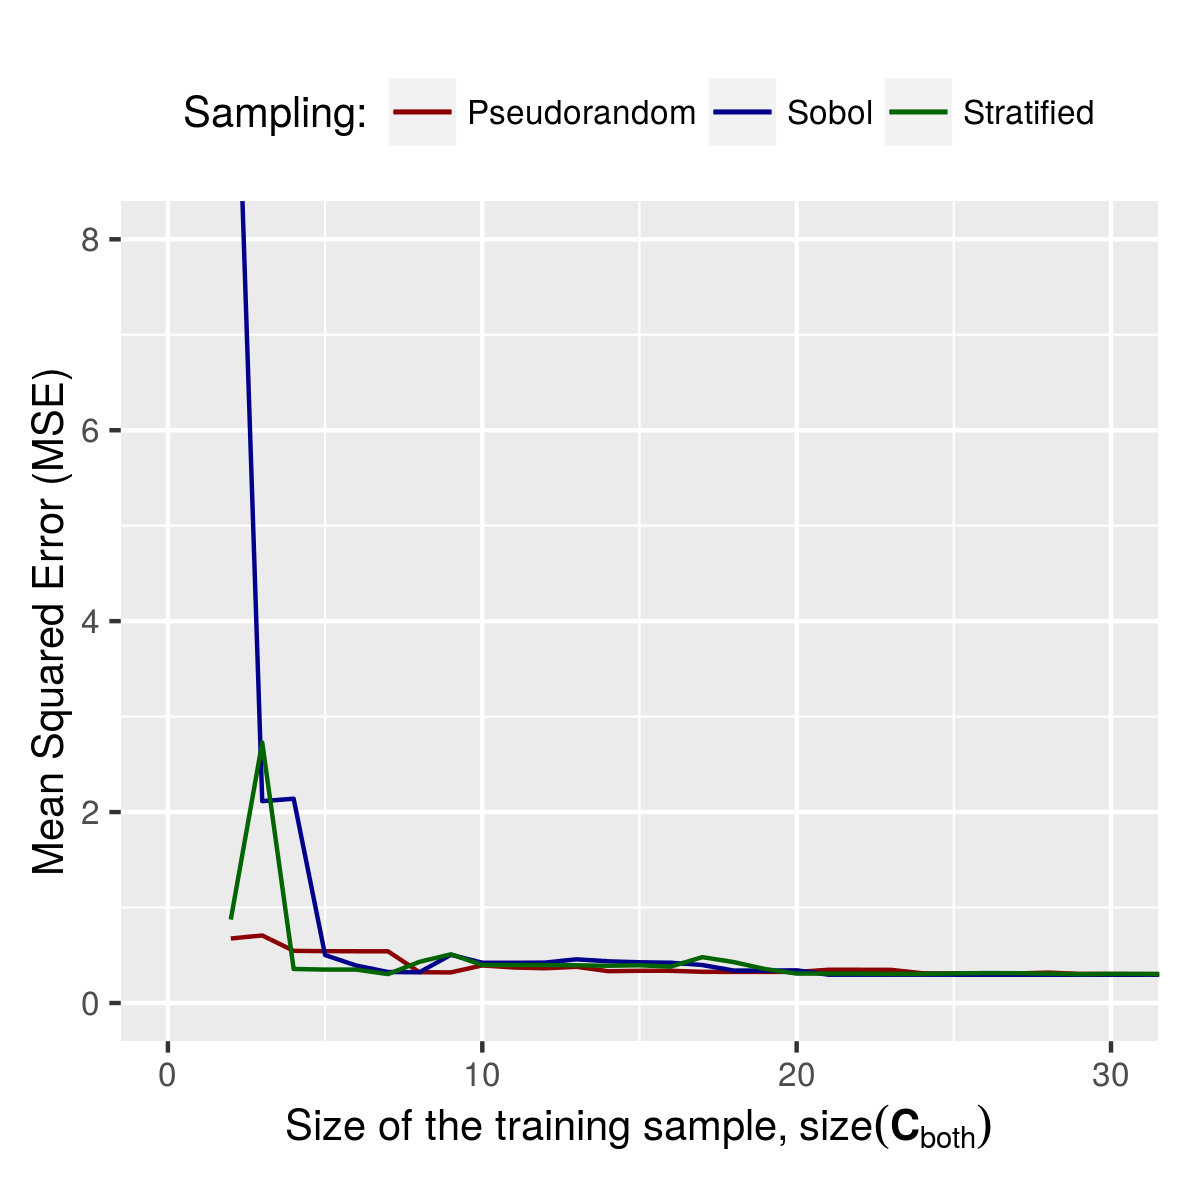 Sampling: Pseudorandom Sobol Stratified
8
6
4
2
0
0 10 20 30
Mean Squared Error (MSE)
Size of the training sample, size(C_both)